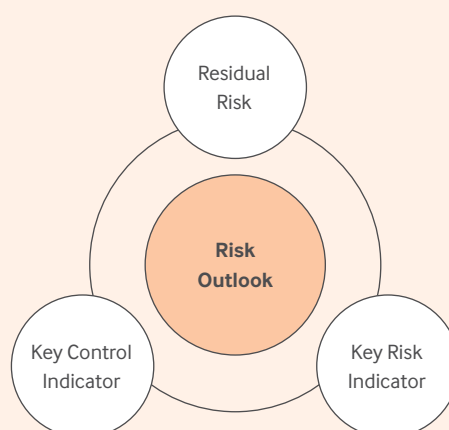 Residual
Risk
Risk
Outlook
Key Control
Indicator
Key Risk
Indicator